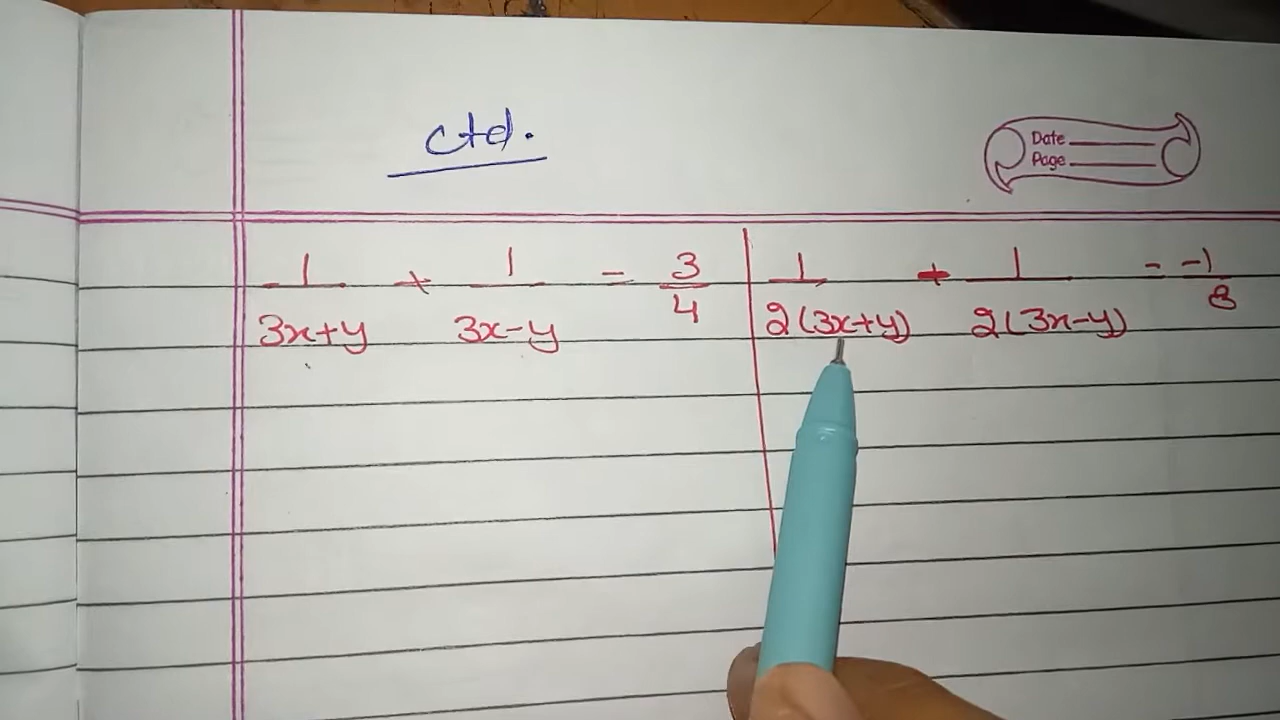 ctd.
Date
Page
1/(3x+y) + 1/(3x-y) = 3/4
1/(2(3x+y)) + 1/(2(3x-y)) = -1/8